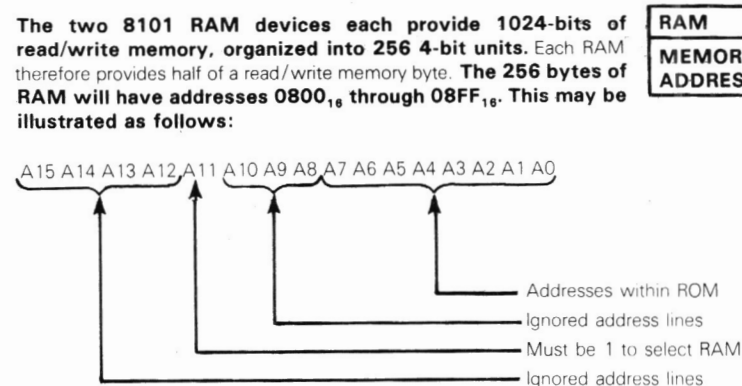 The two 8101 RAM devices each provide 1024-bits of
read/write memory, organized into 256 4-bit units. Each RAM
therefore provides half of a read/write memory byte. The 256 bytes of
RAM will have addresses 0800₁₆ through 08FF₁₆. This may be
illustrated as follows:
RAM
MEMOR
ADDRES
A15 A14 A13 A12 A11 A10 A9 A8 A7 A6 A5 A4 A3 A2 A1 A0
Addresses within ROM
Ignored address lines
Must be 1 to select RAM
Ignored address lines